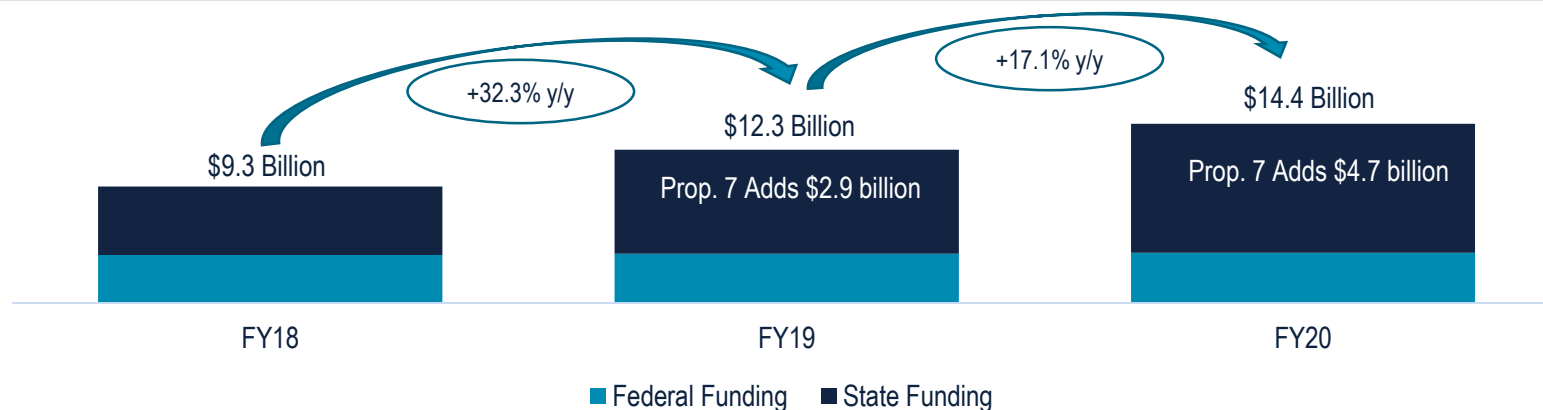 +32.3% y/y
+17.1% y/y
$9.3 Billion
$12.3 Billion
$14.4 Billion
Prop. 7 Adds $2.9 billion
Prop. 7 Adds $4.7 billion
FY18
FY19
FY20
Federal Funding
State Funding